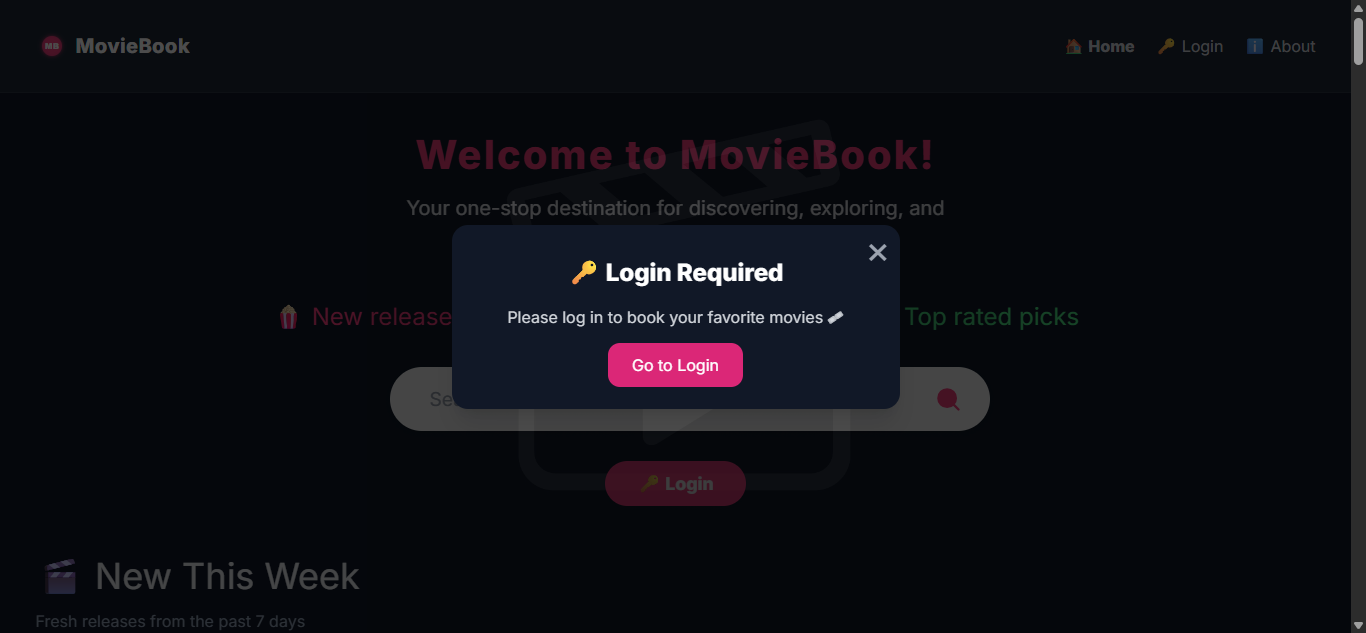 MB MovieBook
🏠 Home 🔑 Login ℹ️ About
Welcome to MovieBook!
Your one-stop destination for discovering, exploring, and
🔑 Login Required
Please log in to book your favorite movies 🎟️
Go to Login
🍿 New release
Top rated picks
🔑 Login
🎬 New This Week
Fresh releases from the past 7 days